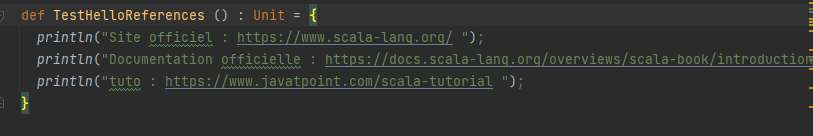 def TestHelloReferences () : Unit = {
println("Site officiel : https://www.scala-lang.org/ ");
println("Documentation officielle : https://docs.scala-lang.org/overviews/scala-book/introduction
println("tuto : https://www.javatpoint.com/scala-tutorial ");
}